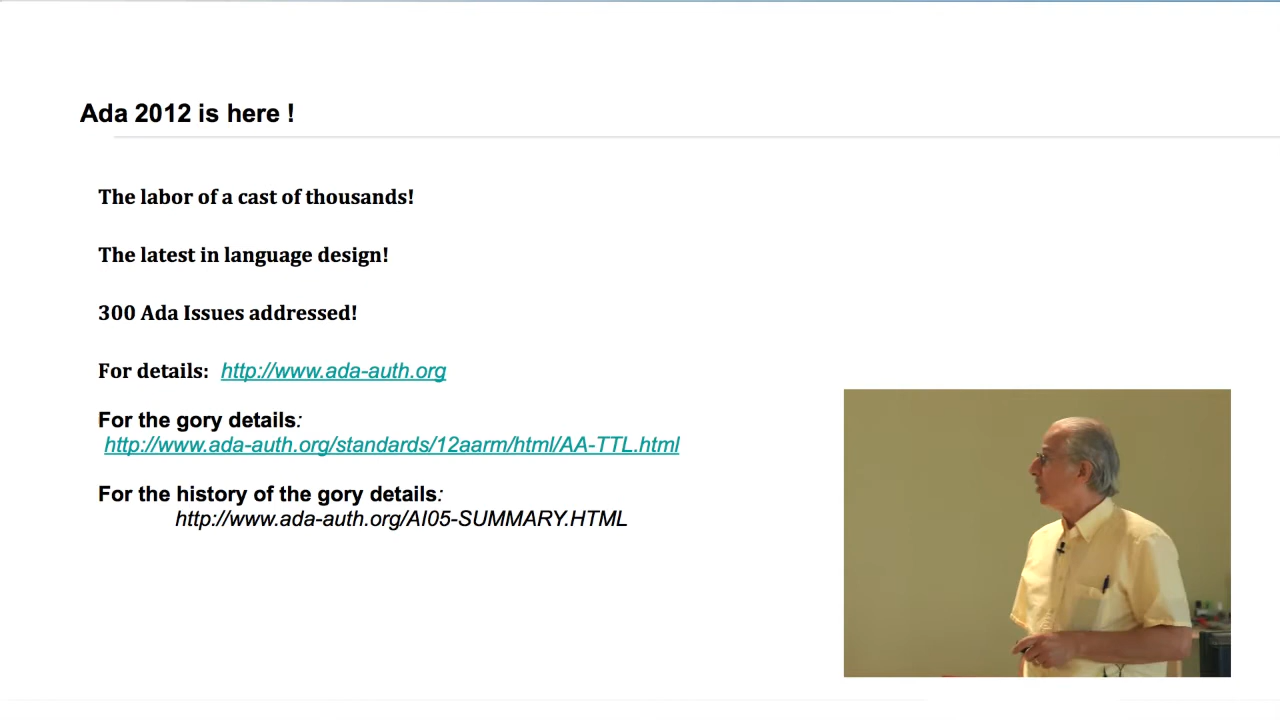 Ada 2012 is here !
The labor of a cast of thousands!
The latest in language design!
300 Ada Issues addressed!
For details: http://www.ada-auth.org
For the gory details:
http://www.ada-auth.org/standards/12aarm/html/AA-TTL.html
For the history of the gory details:
http://www.ada-auth.org/AI05-SUMMARY.HTML